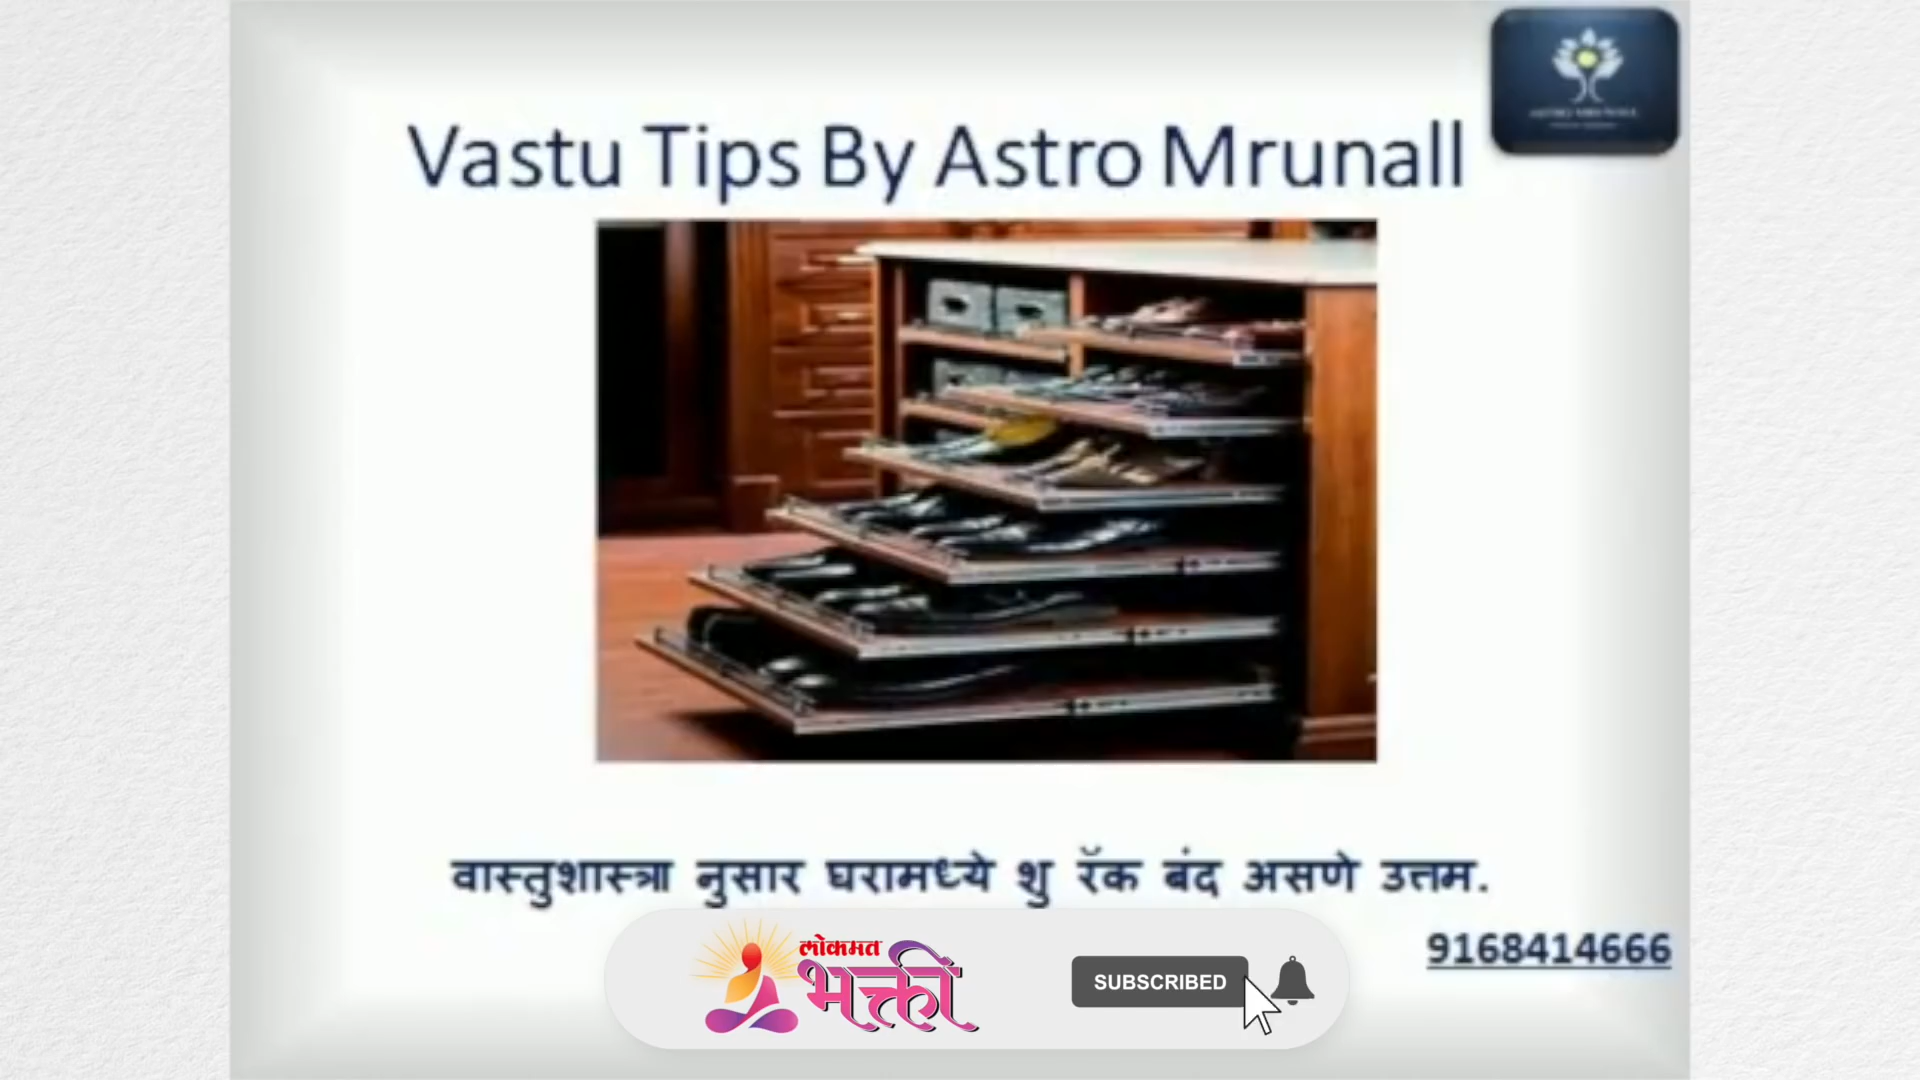 Vastu Tips By Astro Mrunall
वास्तुशास्त्रा नुसार घरामध्ये शु रॅक बंद असणे उत्तम.
9168414666
लोकमत
भक्ती
SUBSCRIBED